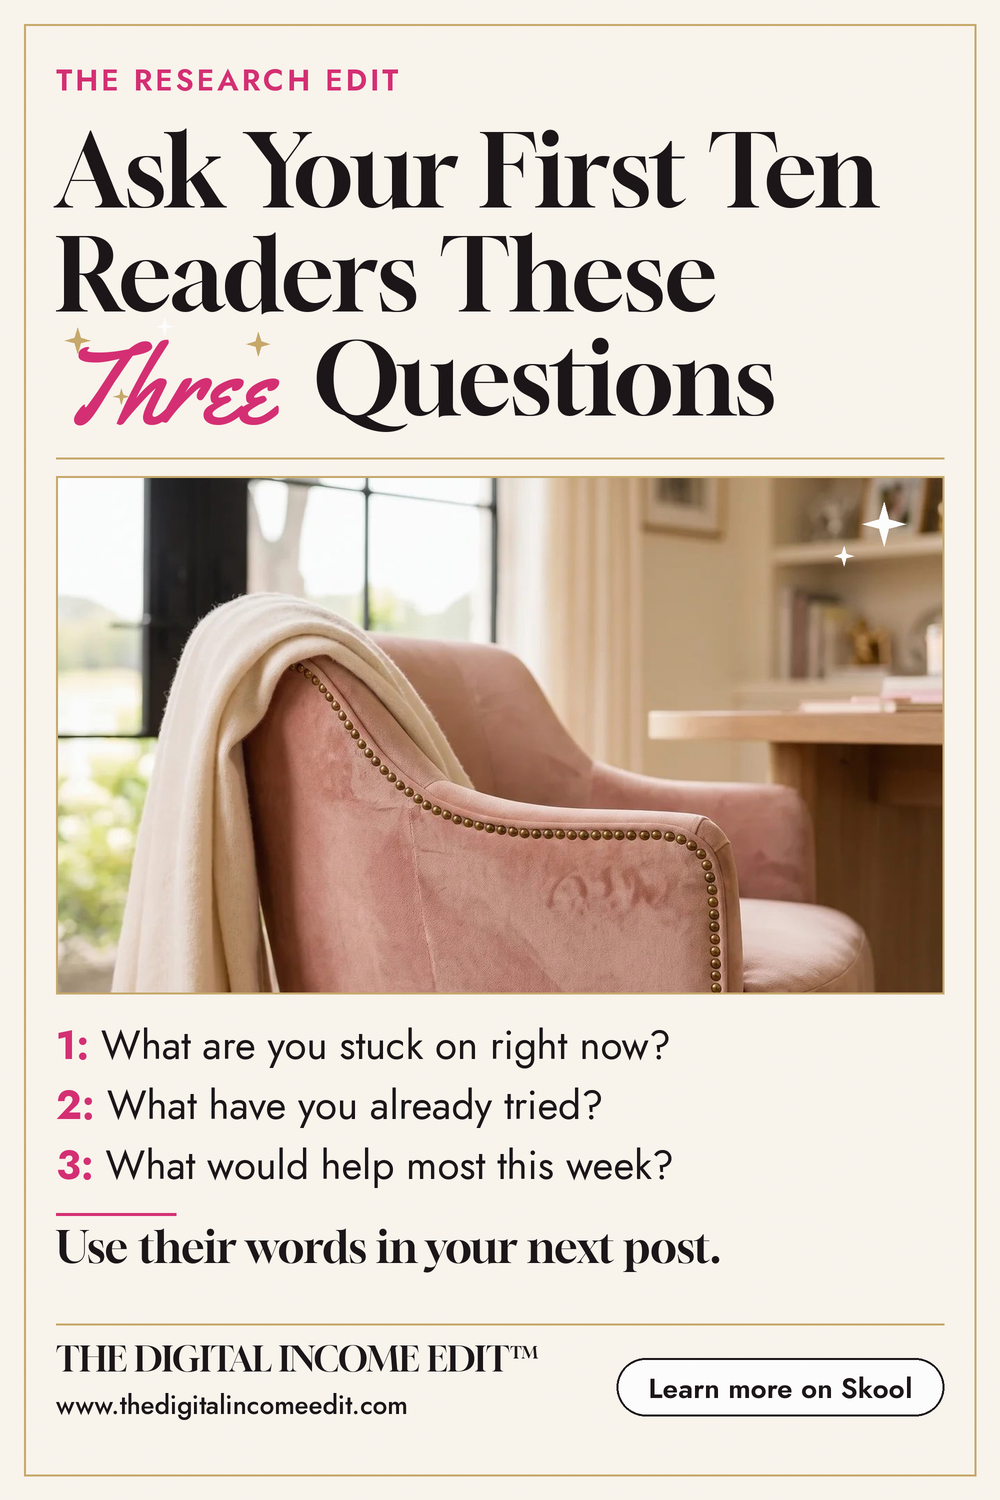 THE RESEARCH EDIT
Ask Your First Ten
Readers These
Three Questions
1: What are you stuck on right now?
2: What have you already tried?
3: What would help most this week?
Use their words in your next post.
THE DIGITAL INCOME EDIT™
www.thedigitalincomeedit.com
Learn more on Skool